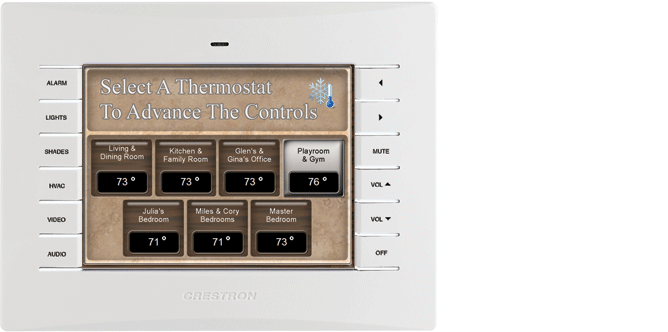 Select A Thermostat
To Advance The Controls
ALARM
LIGHTS
SHADES
HVAC
VIDEO
AUDIO
Living &
Dining Room
73°
Kitchen &
Family Room
73°
Glen's &
Gina's Office
73°
Playroom
& Gym
76°
Julia's
Bedroom
71°
Miles & Cory
Bedrooms
71°
Master
Bedroom
73°
MUTE
VOL
VOL
OFF
CRESTRON